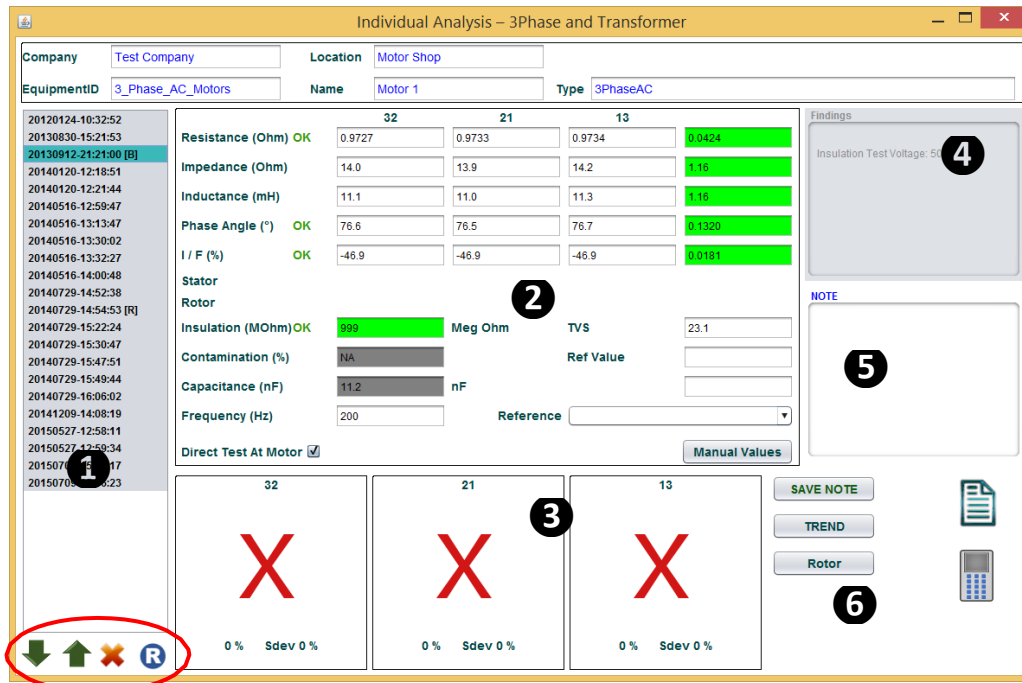 Individual Analysis – 3Phase and Transformer
Company Test Company Location Motor Shop
EquipmentID 3_Phase_AC_Motors Name Motor 1 Type 3PhaseAC
20120124-10:32:52
20130830-15:21:53
20130912-21:21:00 [B]
20140120-12:18:51
20140120-12:21:44
20140516-12:59:47
20140516-13:13:47
20140516-13:30:02
20140516-13:32:27
20140516-14:00:48
20140729-14:52:38
20140729-14:54:53 [R]
20140729-15:22:24
20140729-15:30:47
20140729-15:47:51
20140729-15:49:44
20140729-16:06:02
20141209-14:08:19
20150527-12:58:11
20150527-12:59:34
1
32 21 13
Resistance (Ohm) OK 0.9727 0.9733 0.9734 0.0424
Impedance (Ohm) 14.0 13.9 14.2 1.16
Inductance (mH) 11.1 11.0 11.3 1.16
Phase Angle (°) OK 76.6 76.5 76.7 0.1320
I / F (%) OK -46.9 -46.9 -46.9 0.0181
Stator
Rotor
2
Insulation (MOhm) OK 999 Meg Ohm TVS 23.1
Contamination (%) NA Ref Value
Capacitance (nF) 11.2 nF
Frequency (Hz) 200 Reference
Direct Test At Motor Manual Values
Findings
Insulation Test Voltage:
4
NOTE
5
32 21 13
3
X X X
0 % Sdev 0 % 0 % Sdev 0 % 0 % Sdev 0 %
SAVE NOTE
TREND
Rotor
6
R